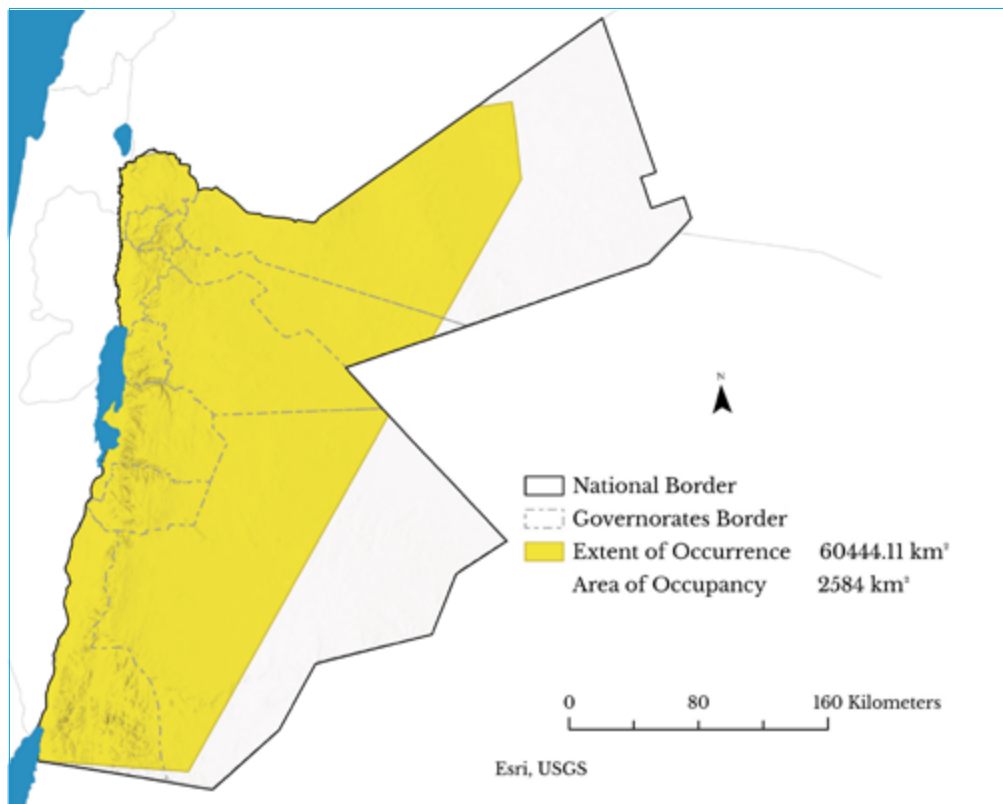 N
National Border
Governorates Border
Extent of Occurrence 60444.11 km²
Area of Occupancy 2584 km²
0 80 160 Kilometers
Esri, USGS